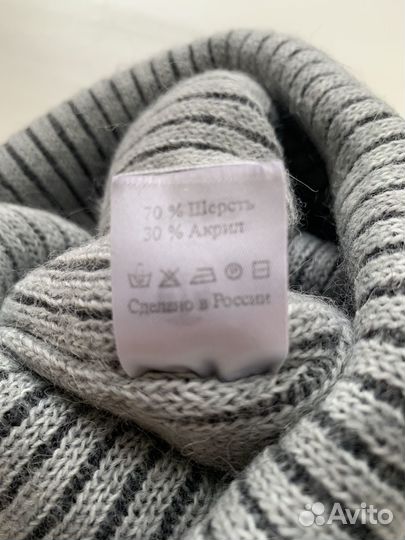 70 % Шерсть
30 % Акрил
Сделано в России
Avito